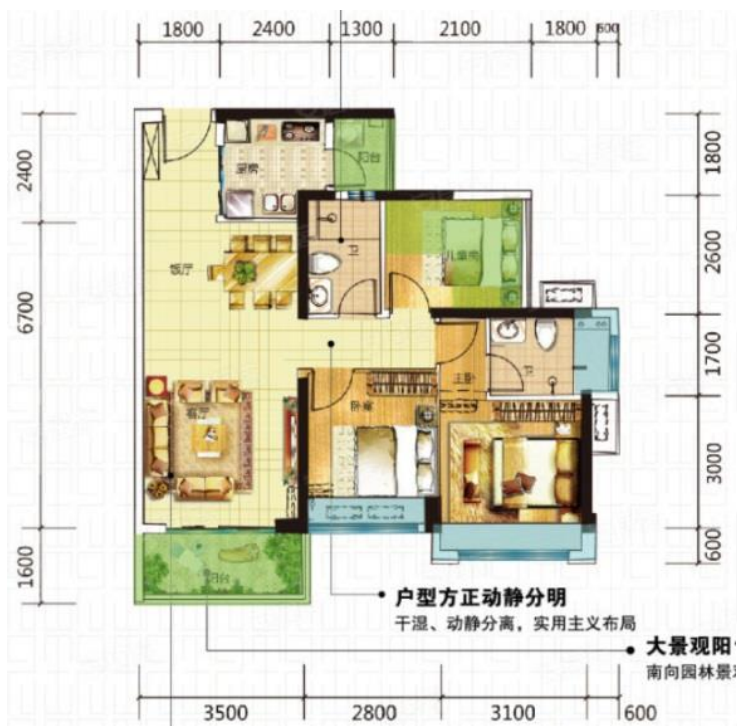 1800 2400 1300 2100 1800 600
2400
6700
1600
1800
2600
1700
3000
600
厨房
阳台
餐厅
卫
儿童房
卫
主卧
客厅
阳台
户型方正动静分明
干湿、动静分离，实用主义布局
大景观阳
南向园林景
3500 2800 3100 600